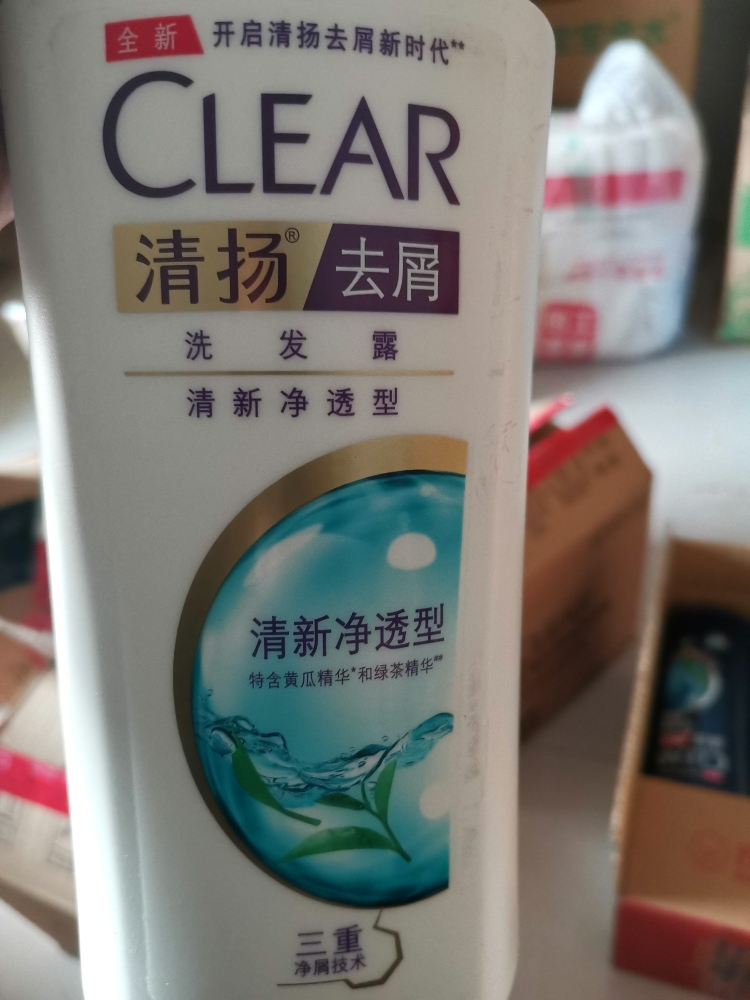 全新 开启清扬去屑新时代**
CLEAR
清扬® 去屑
洗发露
清新净透型
清新净透型
特含黄瓜精华*和绿茶精华##
三重
净屑技术